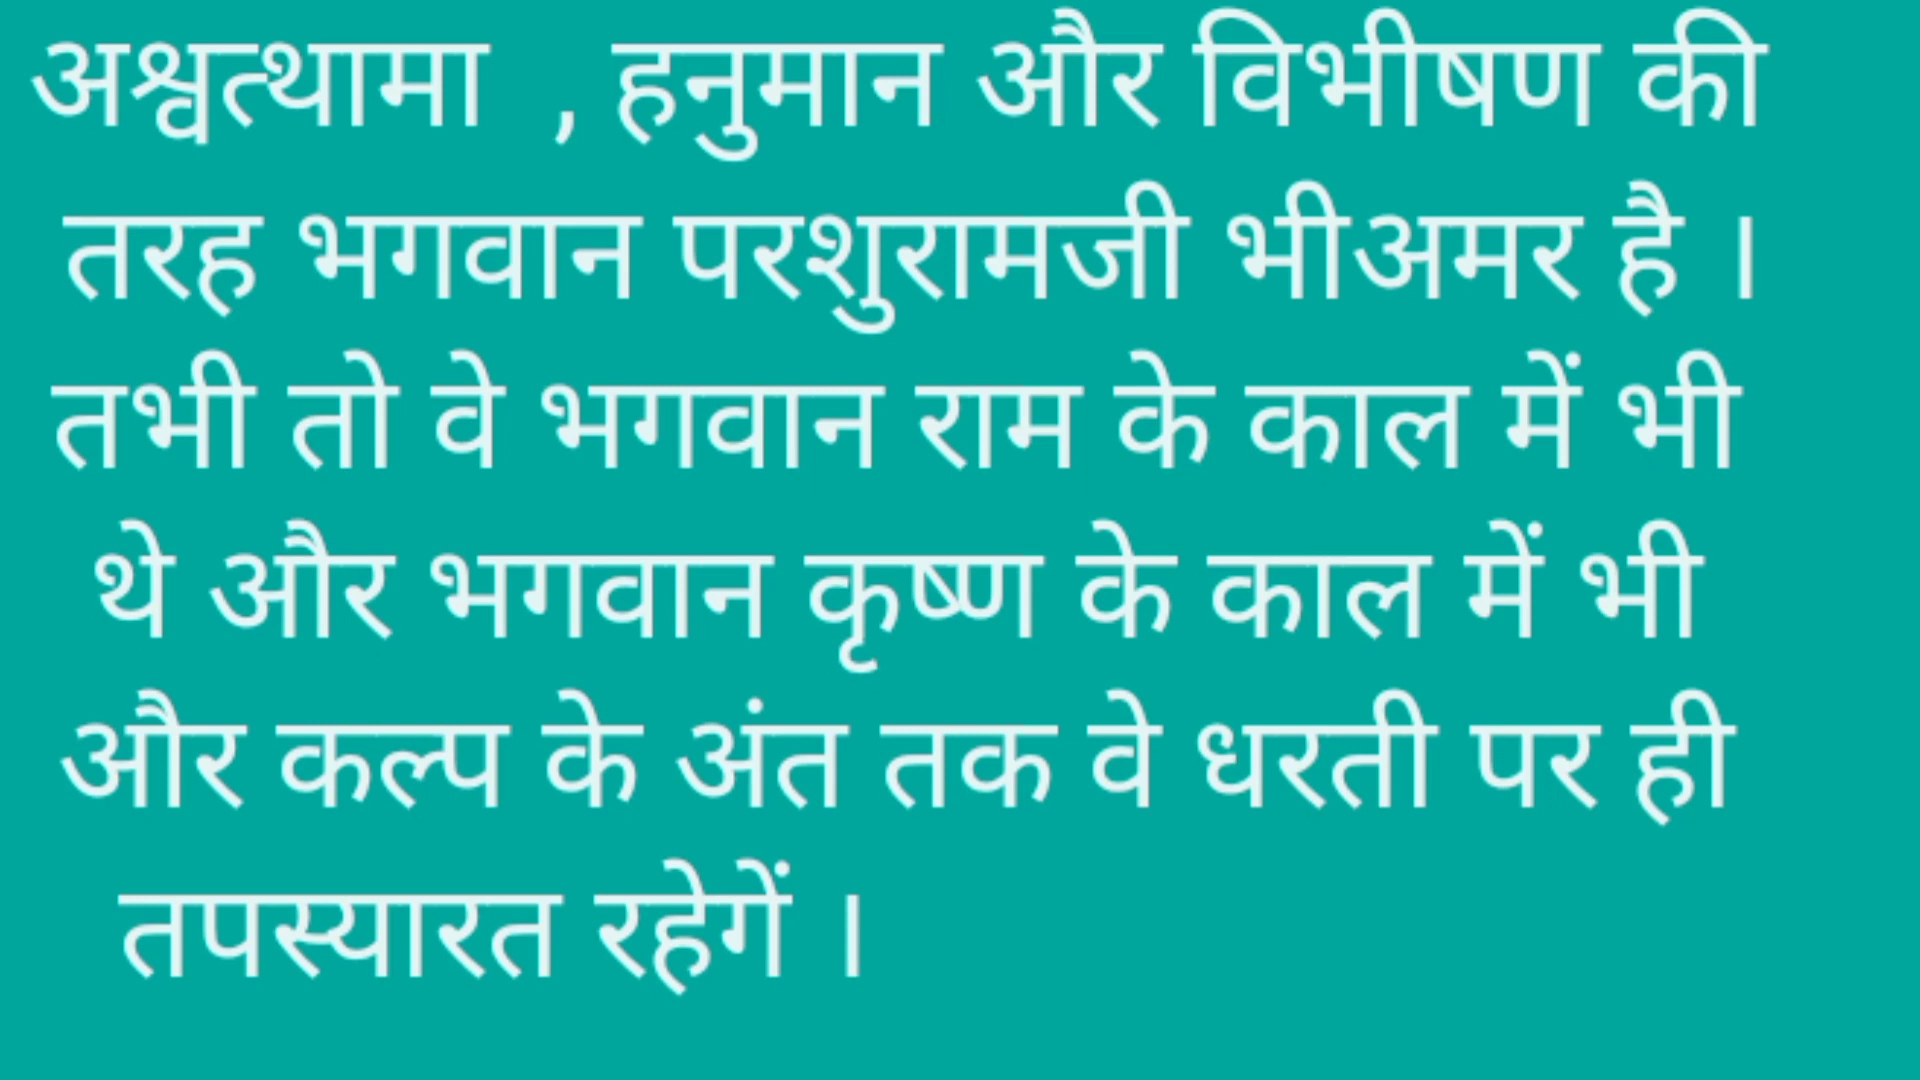 अश्वत्थामा , हनुमान और विभीषण की
तरह भगवान परशुरामजी भीअमर है ।
तभी तो वे भगवान राम के काल में भी
थे और भगवान कृष्ण के काल में भी
और कल्प के अंत तक वे धरती पर ही
तपस्यारत रहेगें ।